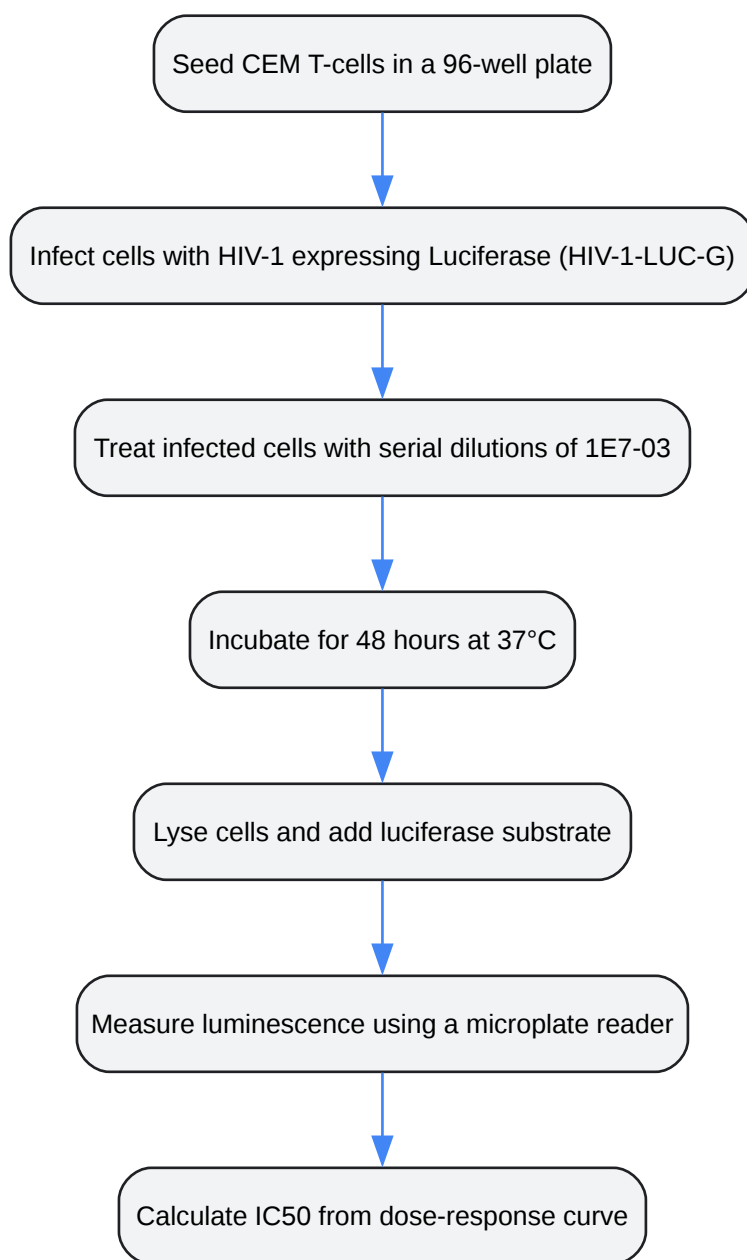 Seed CEM T-cells in a 96-well plate
Infect cells with HIV-1 expressing Luciferase (HIV-1-LUC-G)
Treat infected cells with serial dilutions of 1E7-03
Incubate for 48 hours at 37°C
Lyse cells and add luciferase substrate
Measure luminescence using a microplate reader
Calculate IC50 from dose-response curve